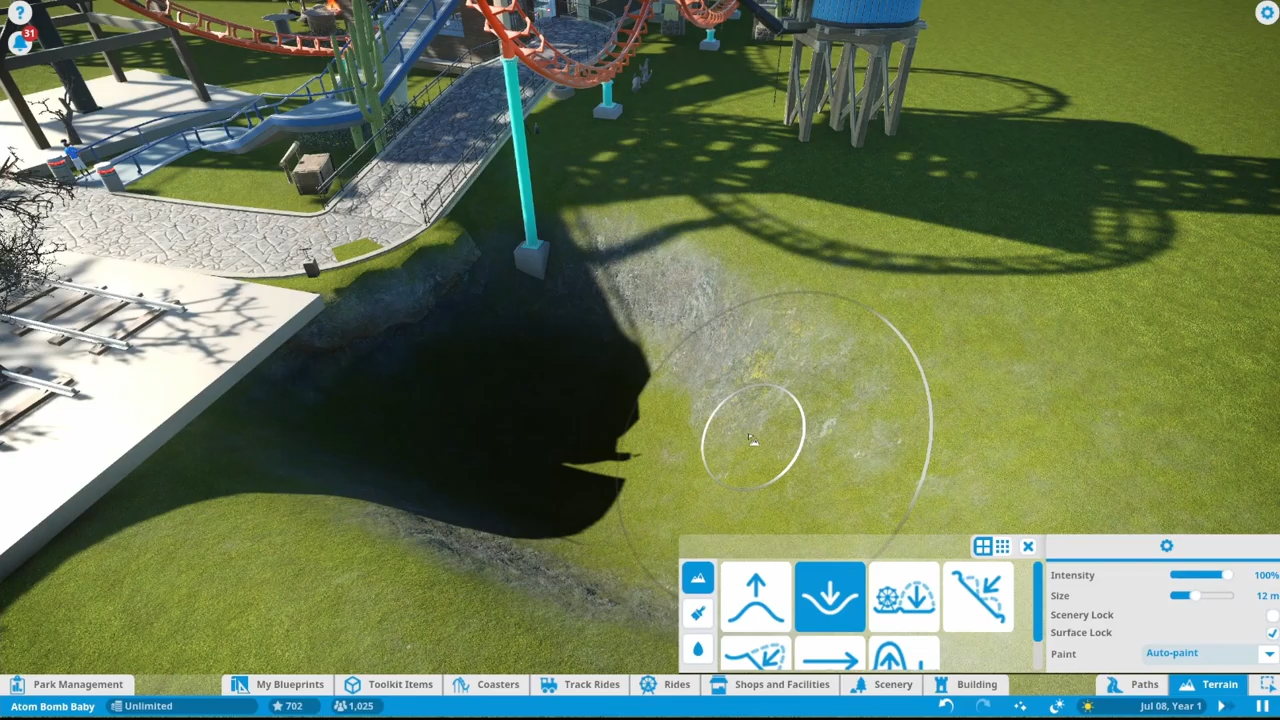 ?
31
Intensity 100%
Size 12 m
Scenery Lock
Surface Lock
Paint Auto-paint
Park Management My Blueprints Toolkit Items Coasters Track Rides Rides Shops and Facilities Scenery Building Paths Terrain
Atom Bomb Baby Unlimited 702 1,025 Jul 08, Year 1